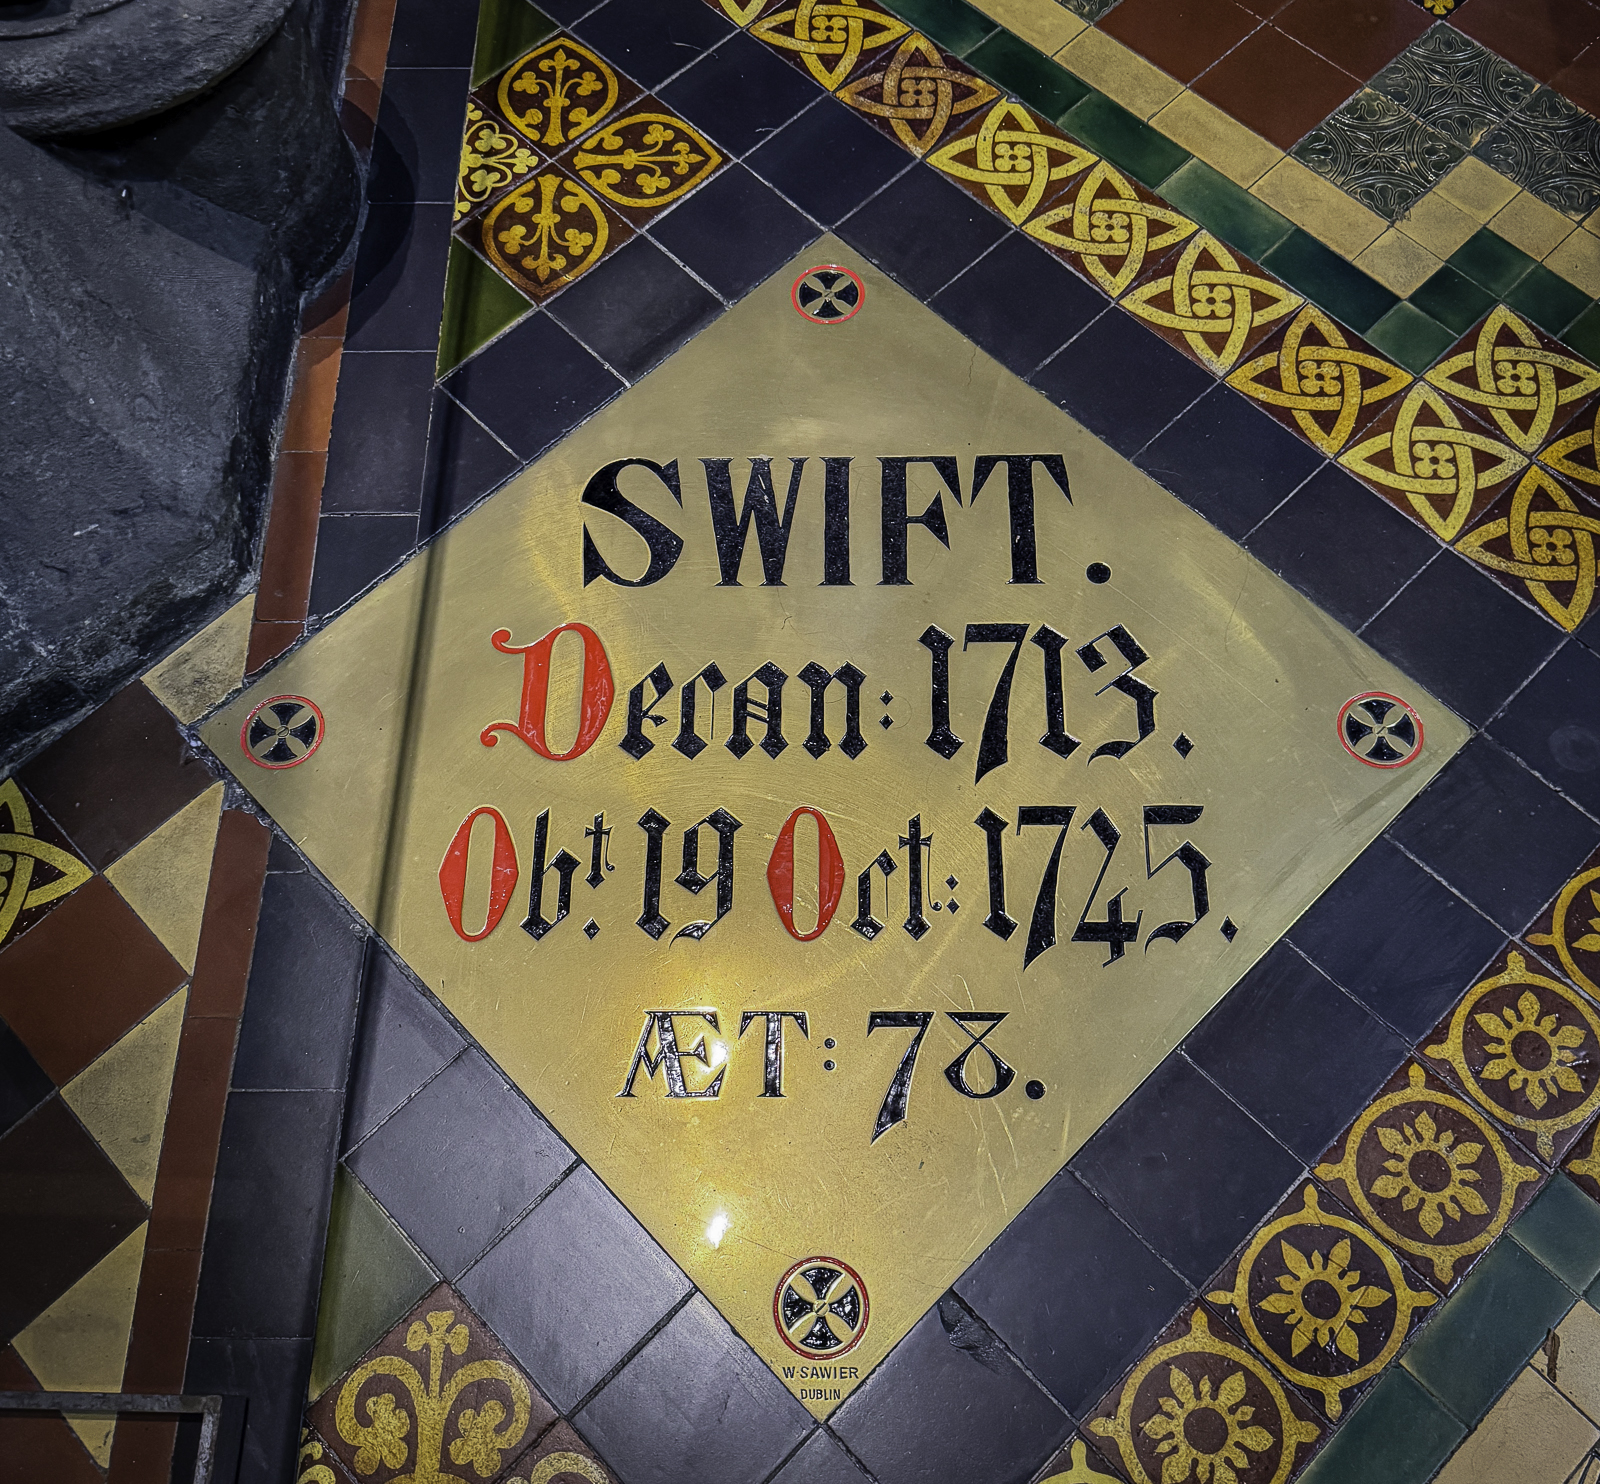 SWIFT.
Decan: 1713.
Obt. 19 Oct: 1745.
ÆT: 78.
W·SAWIER
DUBLIN